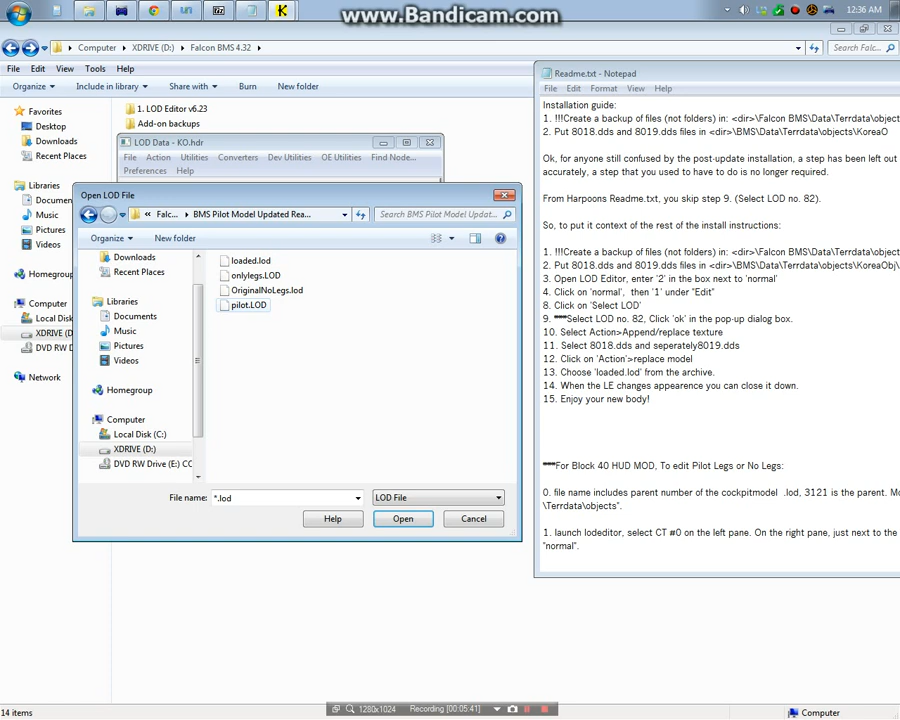 www.Bandicam.com
12:36 AM
Computer
XDRIVE (D:)
Falcon BMS 4.32
Search Falco...
File Edit View Tools Help
Organize
Include in library
Share with
Burn
New folder
Favorites
Desktop
Downloads
Recent Places
Libraries
Documen
Music
Pictures
Videos
Homegroup
Computer
Local Disk
XDRIVE (D
DVD RW D
Network
1. LOD Editor v6.23
Add-on backups
LOD Data - KO.hdr
File Action Utilities Converters Dev Utilities OE Utilities Find Node...
Preferences Help
Open LOD File
Falc...
BMS Pilot Model Updated Rea...
Search BMS Pilot Model Updat...
Organize
New folder
Downloads
Recent Places
Libraries
Documents
Music
Pictures
Videos
Homegroup
Computer
Local Disk (C:)
XDRIVE (D:)
DVD RW Drive (E:) CC
loaded.lod
onlylegs.LOD
OriginalNoLegs.lod
pilot.LOD
File name: *.lod
LOD File
Help
Open
Cancel
Readme.txt - Notepad
File Edit Format View Help
Installation guide:
1. !!!Create a backup of files (not folders) in: <dir>\Falcon BMS\Data\Terrdata\object
2. Put 8018.dds and 8019.dds files in <dir>\BMS\Data\Terrdata\objects\KoreaO
Ok, for anyone still confused by the post-update installation, a step has been left out
accurately, a step that you used to have to do is no longer required.
From Harpoons Readme.txt, you skip step 9. (Select LOD no. 82).
So, to put it context of the rest of the install instructions:
1. !!!Create a backup of files (not folders) in: <dir>\Falcon BMS\Data\Terrdata\object
2. Put 8018.dds and 8019.dds files in <dir>\BMS\Data\Terrdata\objects\KoreaObj\
3. Open LOD Editor, enter '2' in the box next to 'normal'
4. Click on 'normal', then '1' under "Edit"
8. Click on 'Select LOD'
9. ***Select LOD no. 82, Click 'ok' in the pop-up dialog box.
10. Select Action>Append/replace texture
11. Select 8018.dds and seperately8019.dds
12. Click on 'Action'>replace model
13. Choose 'loaded.lod' from the archive.
14. When the LE changes appearence you can close it down.
15. Enjoy your new body!
***For Block 40 HUD MOD, To edit Pilot Legs or No Legs:
0. file name includes parent number of the cockpitmodel .lod, 3121 is the parent. Mo
\Terrdata\objects".
1. launch lodeditor, select CT #0 on the left pane. On the right pane, just next to the
"normal".
14 items
1280x1024
Recording [00:05:41]
Computer